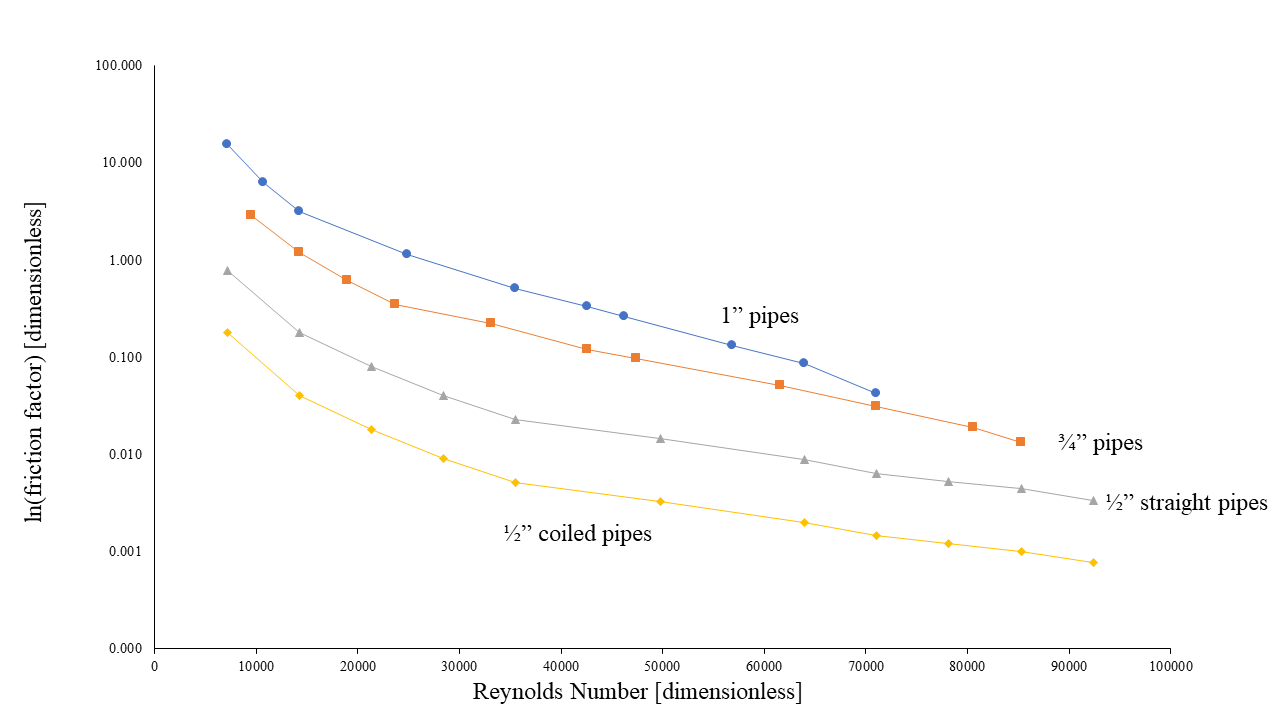 100.000
10.000
1.000
0.100
0.010
0.001
0.000
ln(friction factor) [dimensionless]
1” pipes
¾” pipes
½” straight pipes
½” coiled pipes
0 10000 20000 30000 40000 50000 60000 70000 80000 90000 100000
Reynolds Number [dimensionless]